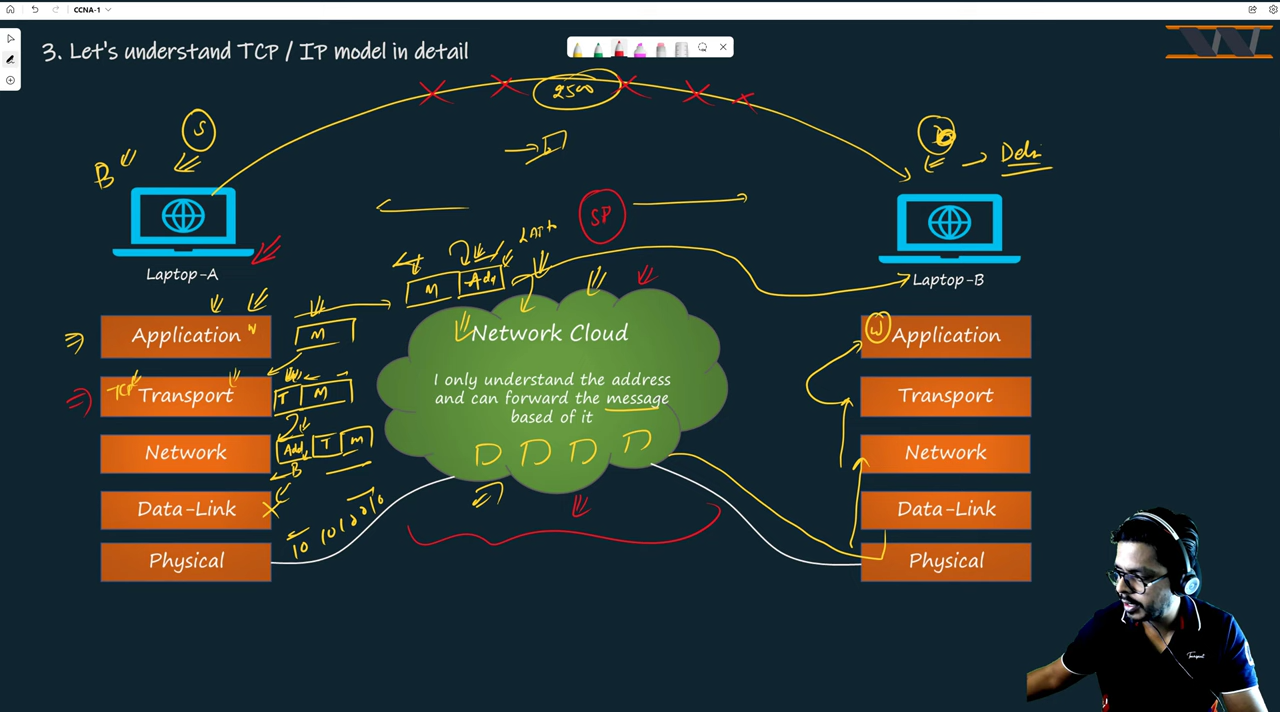 CCNA-1
3. Let's understand TCP / IP model in detail
2500
S
B
SP
Laptop-A
Laptop-B
M
Application
M
Network Cloud
W
Application
TCP
Transport
T
M
I only understand the address
and can forward the message
based of it
Transport
Network
Add
T
M
B
D D D D
Network
Data-Link
Data-Link
Physical
Physical